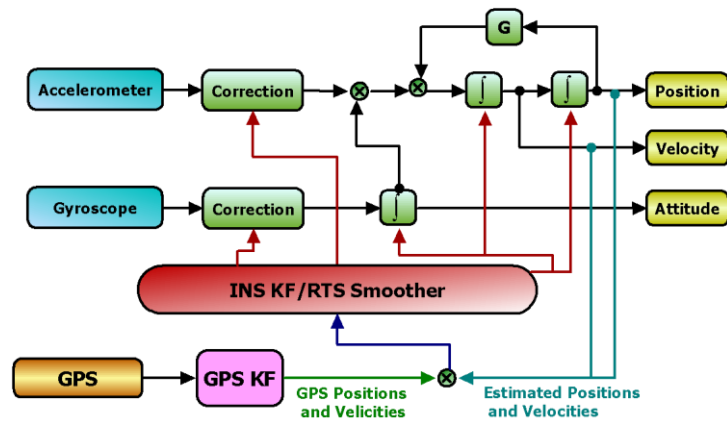 G
Accelerometer
Correction
∫
∫
Position
Velocity
Gyroscope
Correction
∫
Attitude
INS KF/RTS Smoother
GPS
GPS KF
GPS Positions
and Velicities
Estimated Positions
and Velocities